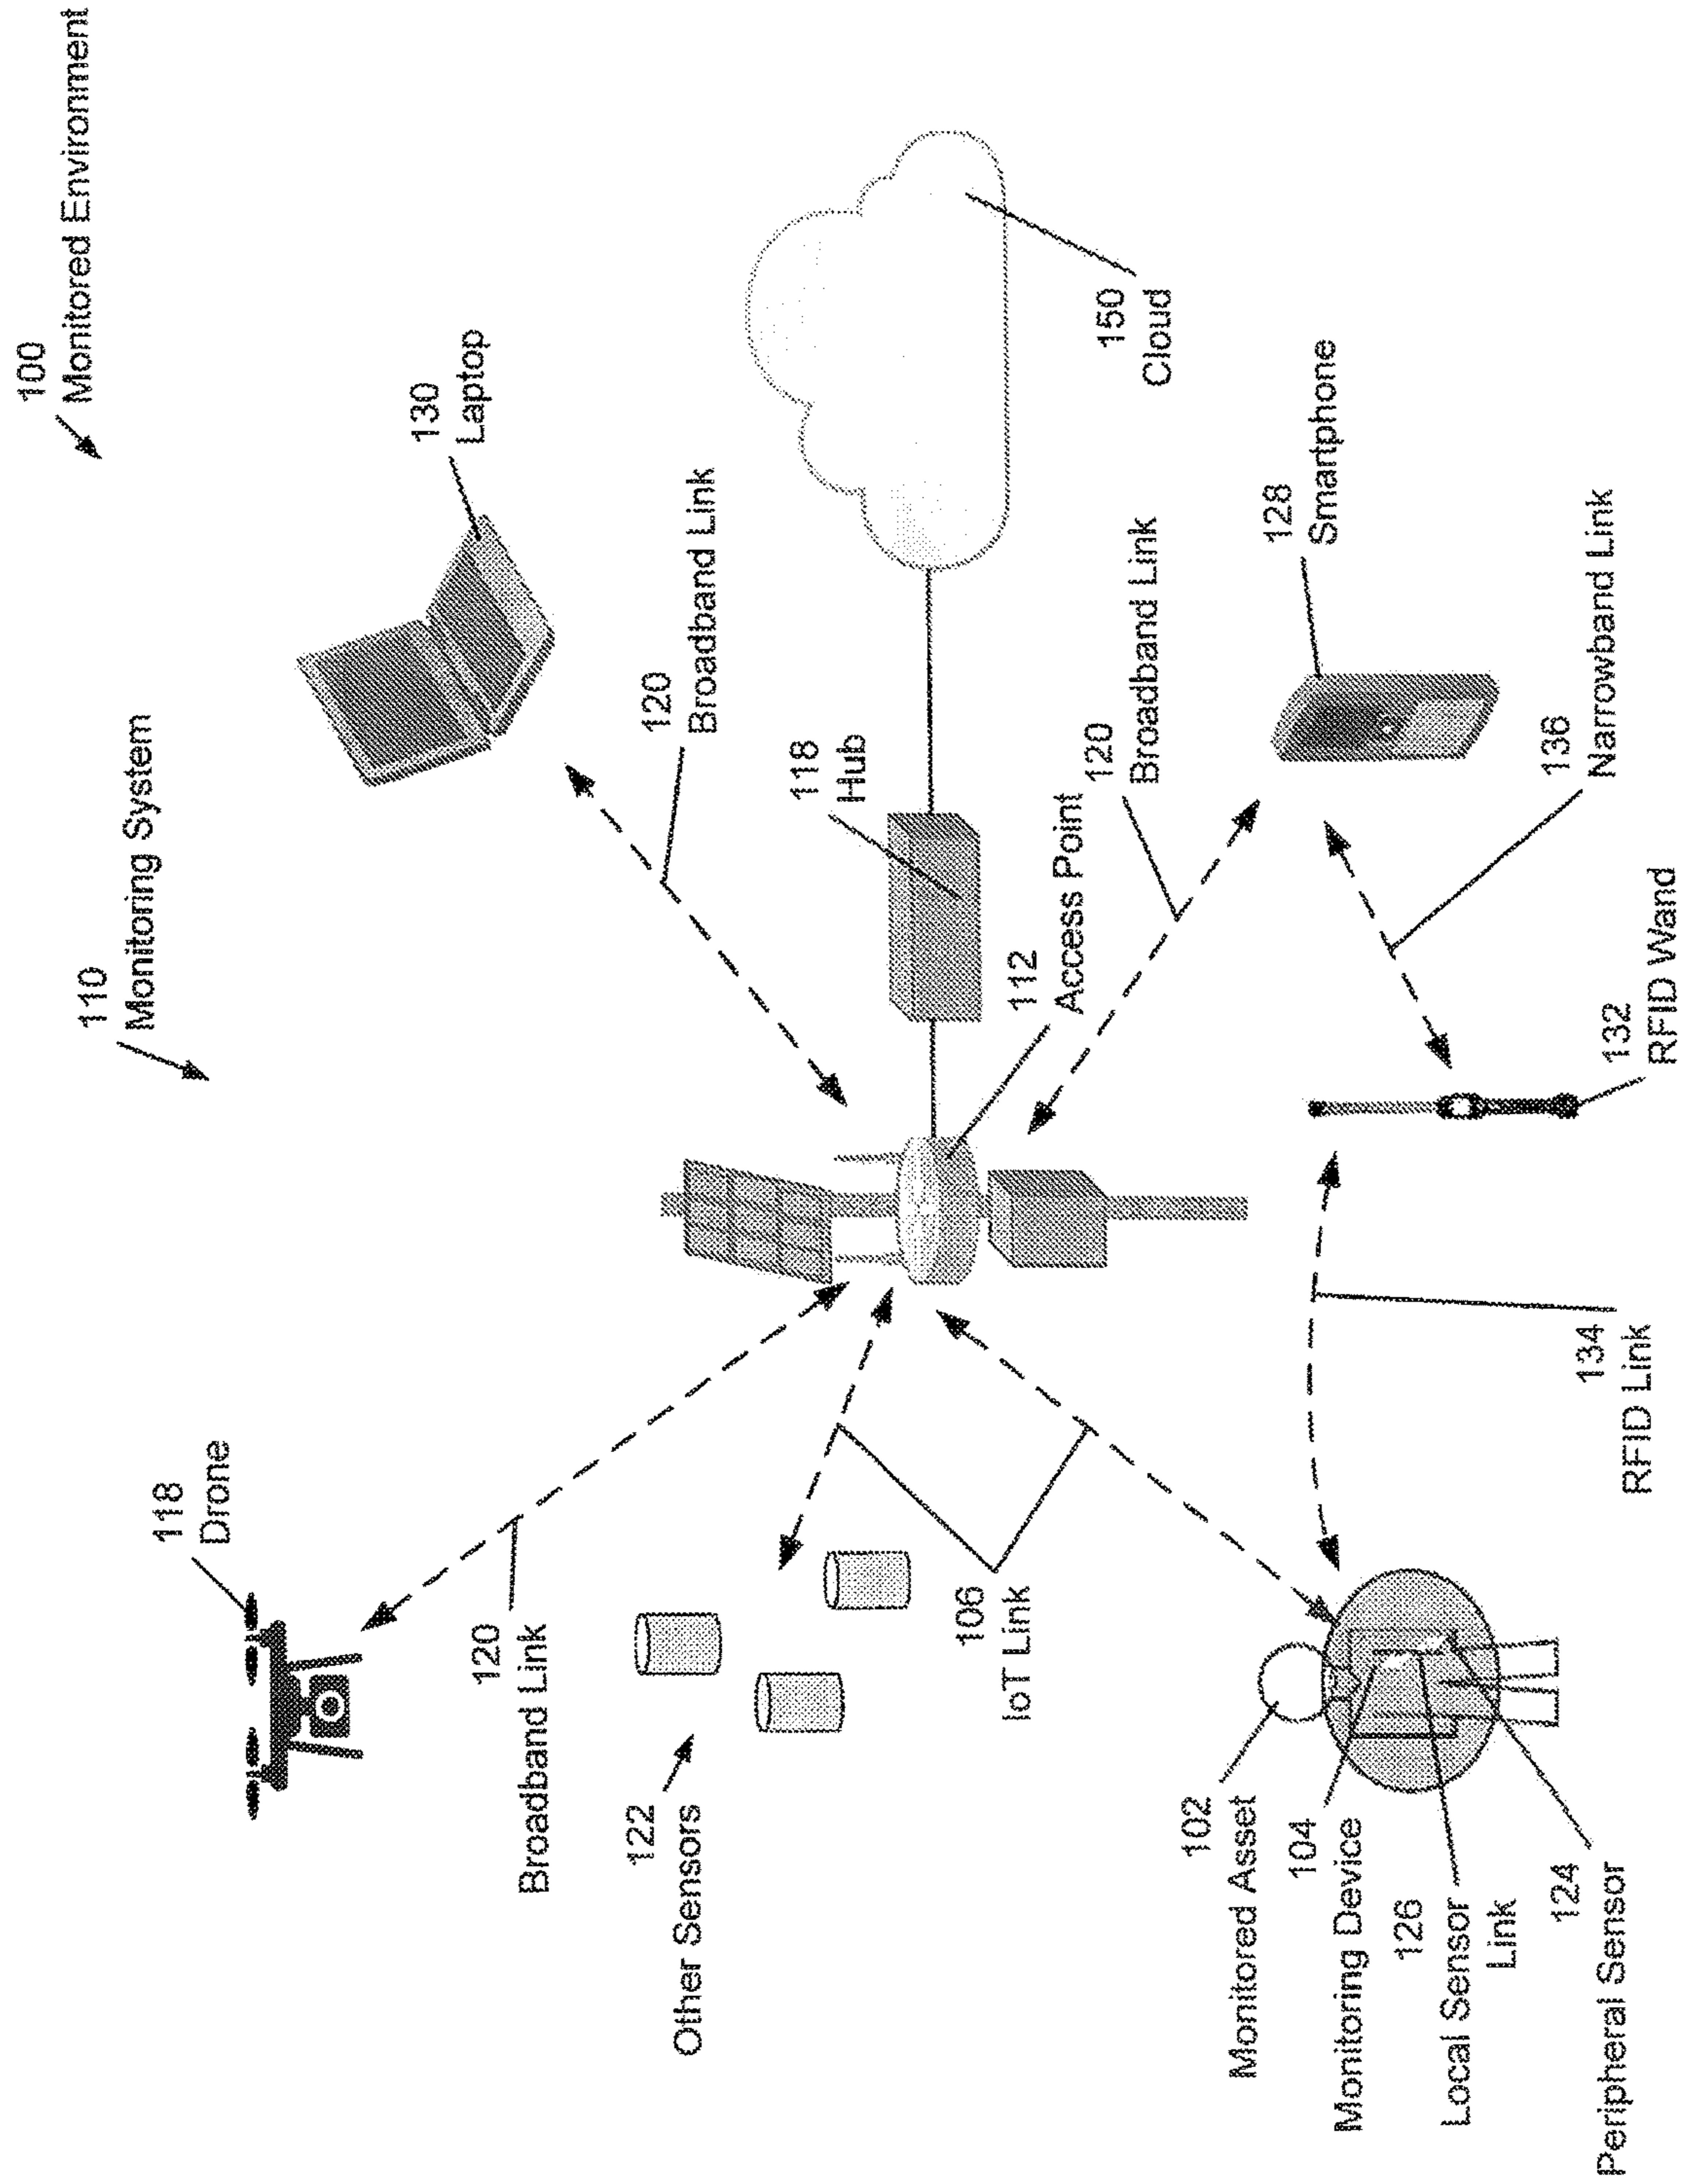 100
Monitored Environment
110
Monitoring System
130
Laptop
118
Drone
120
Broadband Link
120
Broadband Link
122
Other Sensors
118
Hub
106
IoT Link
112
Access Point
120
Broadband Link
150
Cloud
102
Monitored Asset
104
Monitoring Device
126
Local Sensor
Link
124
Peripheral Sensor
128
Smartphone
134
RFID Link
132
RFID Wand
136
Narrowband Link